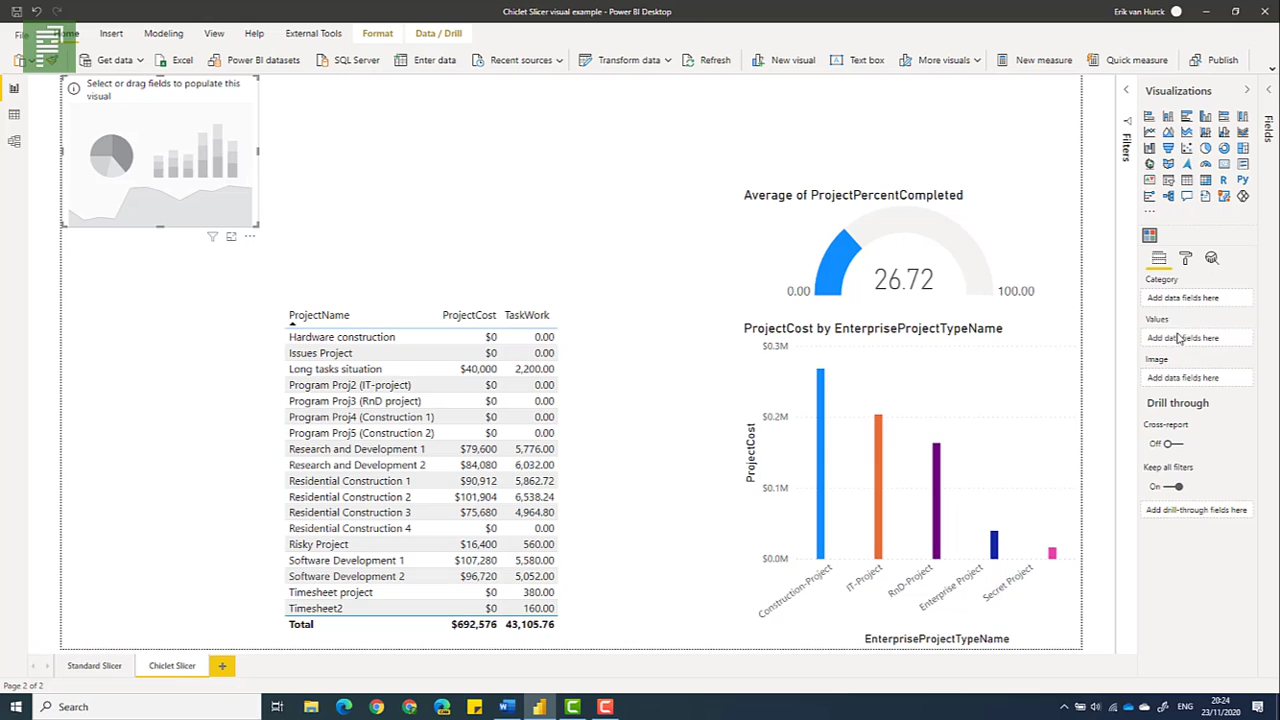 Chiclet Slicer visual example - Power BI Desktop
Erik van Hurck
File
Home
Insert
Modeling
View
Help
External Tools
Format
Data / Drill
Get data
Excel
Power BI datasets
SQL Server
Enter data
Recent sources
Transform data
Refresh
New visual
Text box
More visuals
New measure
Quick measure
Publish
Select or drag fields to populate this
visual
Average of ProjectPercentCompleted
26.72
0.00
100.00
ProjectName ProjectCost TaskWork
Hardware construction $0 0.00
Issues Project $0 0.00
Long tasks situation $40,000 2,200.00
Program Proj2 (IT-project) $0 0.00
Program Proj3 (RnD project) $0 0.00
Program Proj4 (Construction 1) $0 0.00
Program Proj5 (Construction 2) $0 0.00
Research and Development 1 $79,600 5,776.00
Research and Development 2 $84,080 6,032.00
Residential Construction 1 $90,912 5,862.72
Residential Construction 2 $101,904 6,538.24
Residential Construction 3 $75,680 4,964.80
Residential Construction 4 $0 0.00
Risky Project $16,400 560.00
Software Development 1 $107,280 5,580.00
Software Development 2 $96,720 5,052.00
Timesheet project $0 380.00
Timesheet2 $0 160.00
Total $692,576 43,105.76
ProjectCost by EnterpriseProjectTypeName
$0.3M
$0.2M
$0.1M
$0.0M
ProjectCost
Construction-Project
IT-Project
RnD-Project
Enterprise Project
Secret Project
EnterpriseProjectTypeName
Filters
Visualizations
Fields
R
Py
Category
Add data fields here
Values
Add data fields here
Image
Add data fields here
Drill through
Cross-report
Off
Keep all filters
On
Add drill-through fields here
Standard Slicer
Chiclet Slicer
Page 2 of 2
Search
ENG
20:24
23/11/2020